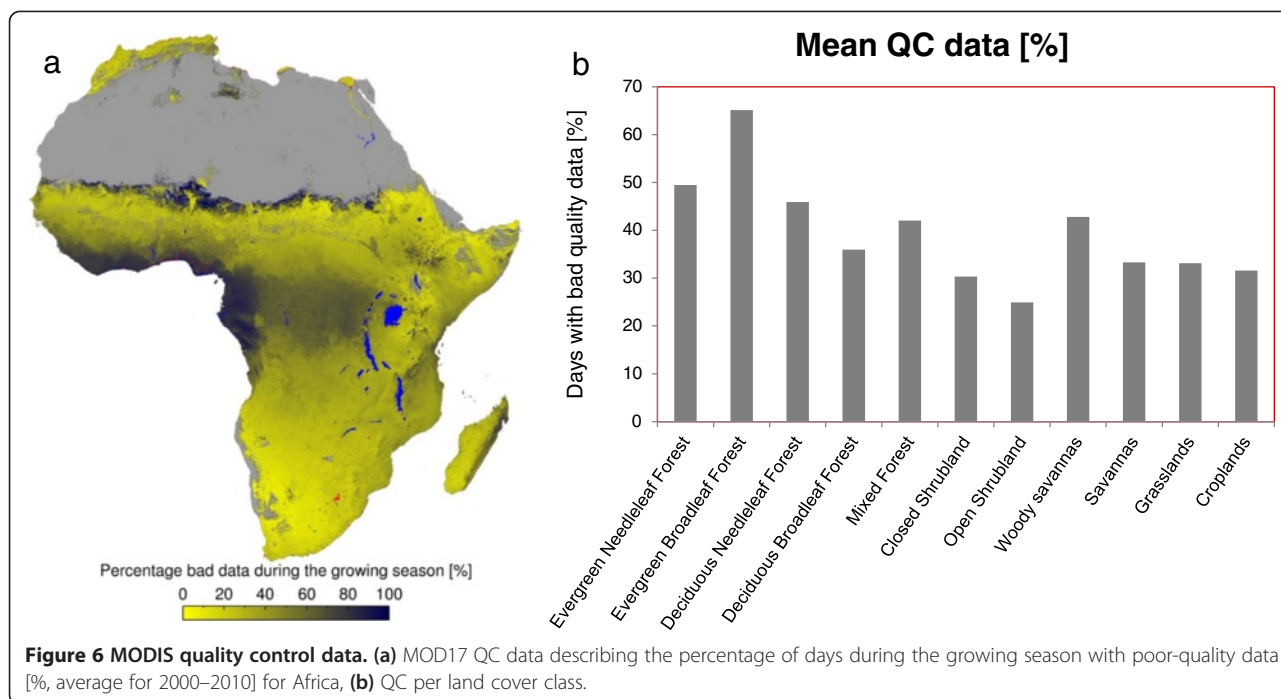 a
Percentage bad data during the growing season [%]
0 20 40 60 80 100
b
Mean QC data [%]
Days with bad quality data [%]
70
60
50
40
30
20
10
0
Evergreen Needleleaf Forest
Evergreen Broadleaf Forest
Deciduous Needleleaf Forest
Deciduous Broadleaf Forest
Mixed Forest
Closed Shrubland
Open Shrubland
Woody savannas
Savannas
Grasslands
Croplands
Figure 6 MODIS quality control data. (a) MOD17 QC data describing the percentage of days during the growing season with poor-quality data
[%, average for 2000–2010] for Africa, (b) QC per land cover class.